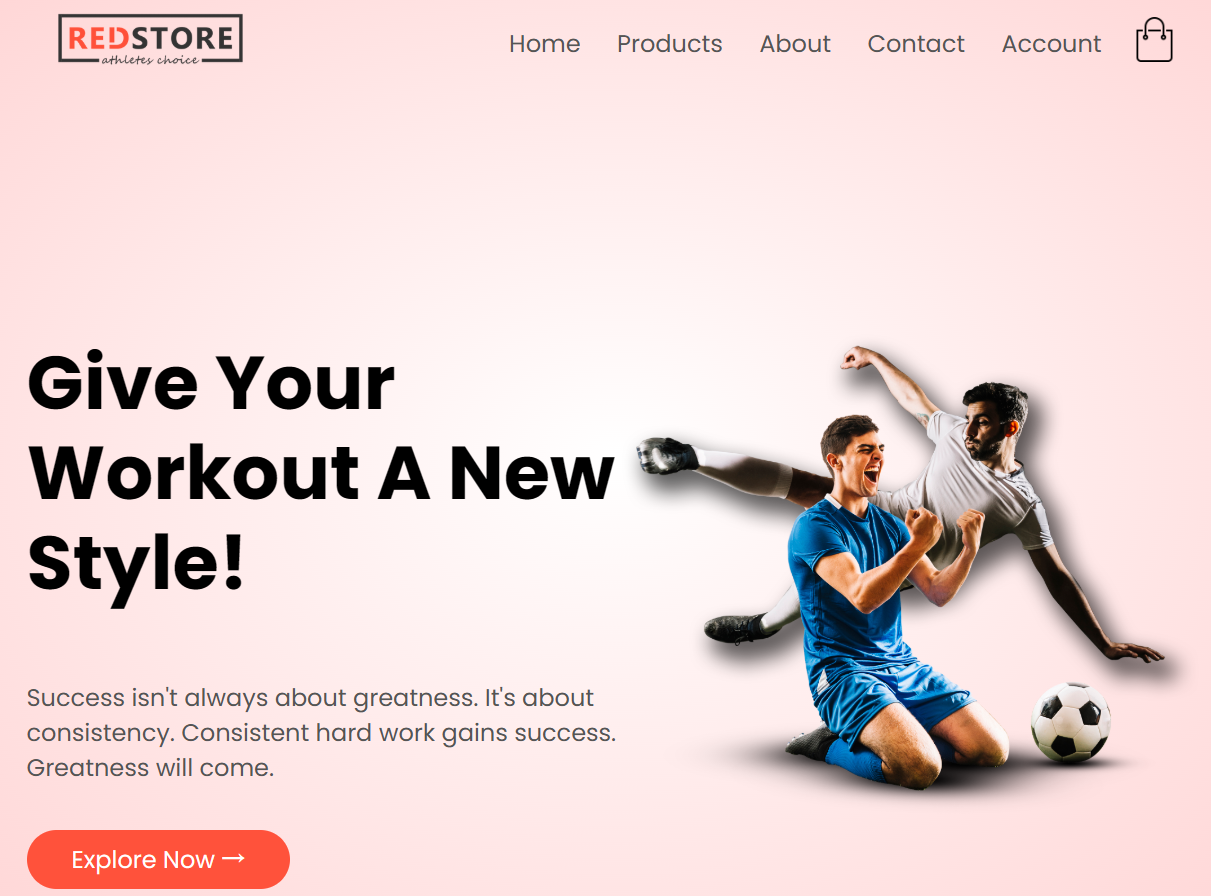 REDSTORE
athletes choice
Home Products About Contact Account
Give Your
Workout A New
Style!
Success isn't always about greatness. It's about
consistency. Consistent hard work gains success.
Greatness will come.
Explore Now →